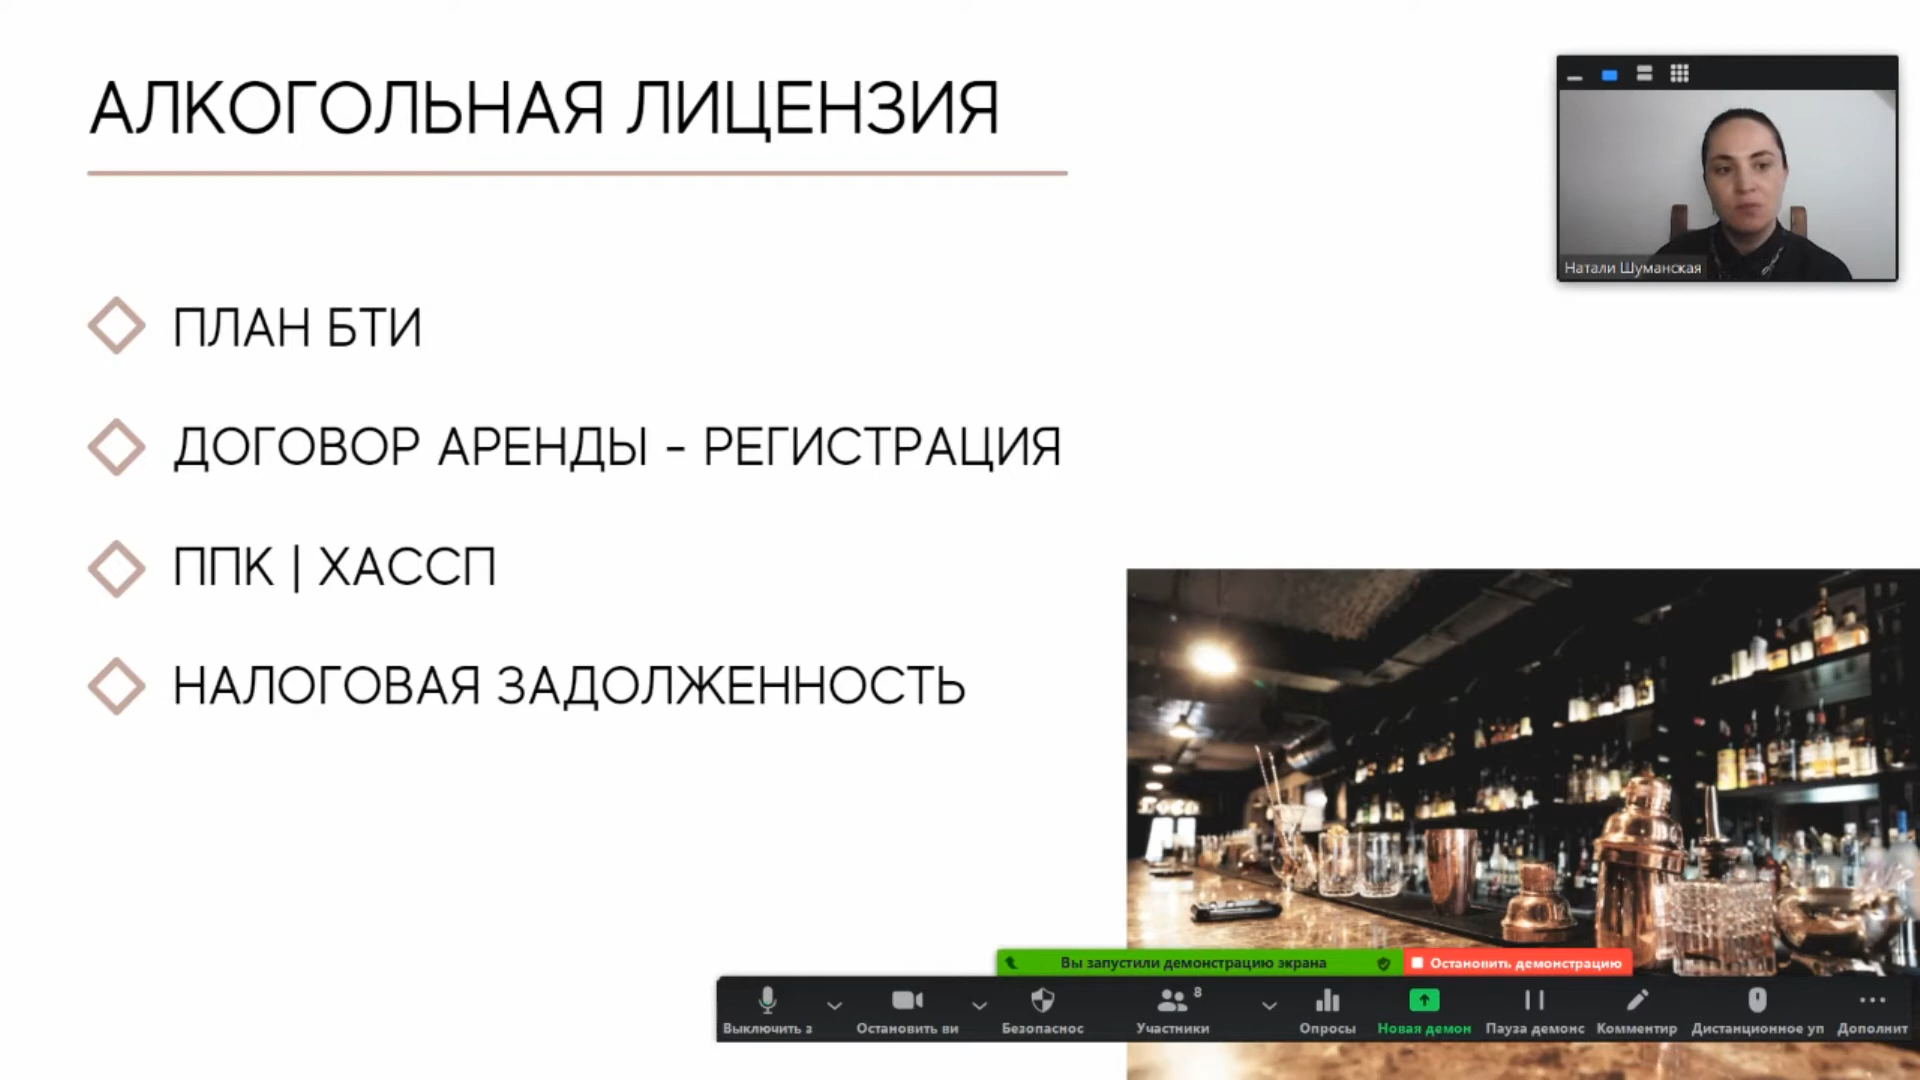 АЛКОГОЛЬНАЯ ЛИЦЕНЗИЯ
Натали Шуманская
ПЛАН БТИ
ДОГОВОР АРЕНДЫ - РЕГИСТРАЦИЯ
ППК | ХАССП
НАЛОГОВАЯ ЗАДОЛЖЕННОСТЬ
Вы запустили демонстрацию экрана
Остановить демонстрацию
8
Выключить з
Остановить ви
Безопаснос
Участники
Опросы
Новая демон
Пауза демонс
Комментир
Дистанционное уп
Дополнит